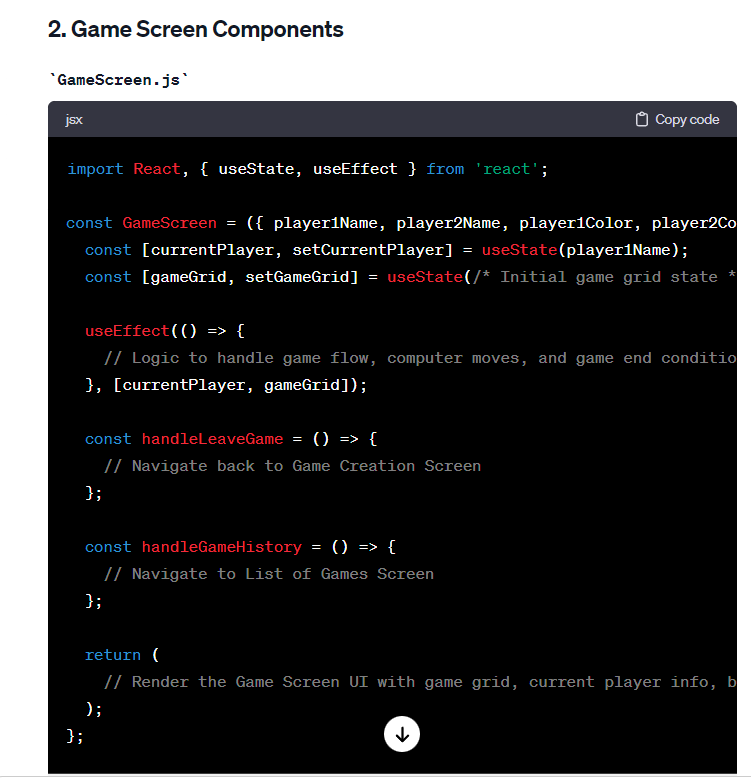 2. Game Screen Components
`GameScreen.js`
jsx
Copy code
import React, { useState, useEffect } from 'react';
const GameScreen = ({ player1Name, player2Name, player1Color, player2Co
  const [currentPlayer, setCurrentPlayer] = useState(player1Name);
  const [gameGrid, setGameGrid] = useState(/* Initial game grid state *
  useEffect(() => {
    // Logic to handle game flow, computer moves, and game end conditio
  }, [currentPlayer, gameGrid]);
  const handleLeaveGame = () => {
    // Navigate back to Game Creation Screen
  };
  const handleGameHistory = () => {
    // Navigate to List of Games Screen
  };
  return (
    // Render the Game Screen UI with game grid, current player info, b
  );
};